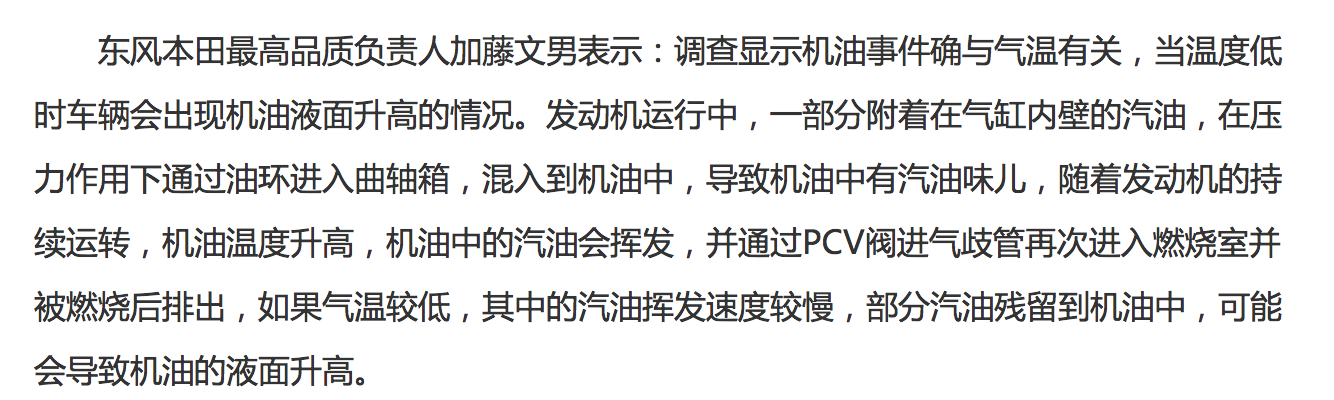 东风本田最高品质负责人加藤文男表示：调查显示机油事件确与气温有关，当温度低
时车辆会出现机油液面升高的情况。发动机运行中，一部分附着在气缸内壁的汽油，在压
力作用下通过油环进入曲轴箱，混入到机油中，导致机油中有汽油味儿，随着发动机的持
续运转，机油温度升高，机油中的汽油会挥发，并通过PCV阀进气歧管再次进入燃烧室并
被燃烧后排出，如果气温较低，其中的汽油挥发速度较慢，部分汽油残留到机油中，可能
会导致机油的液面升高。